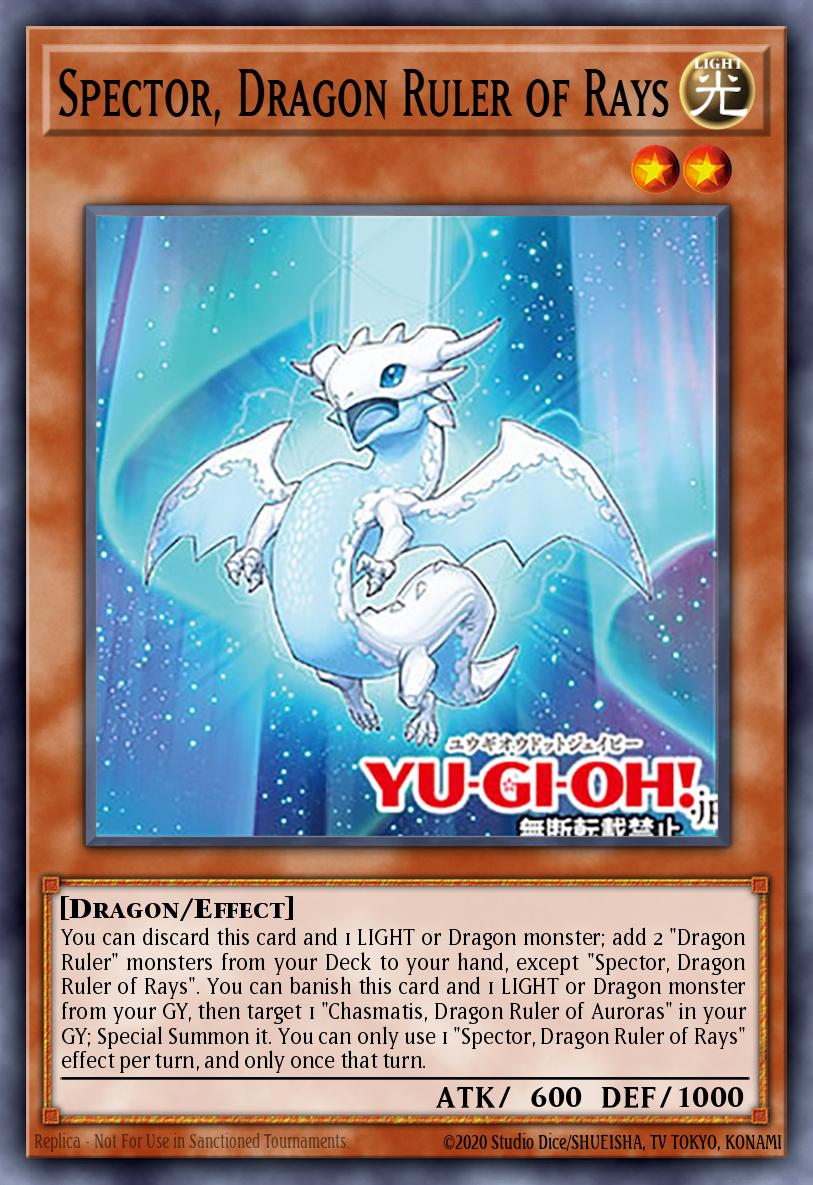 SPECTOR, DRAGON RULER OF RAYS
LIGHT
光
ユウギオウドットジェイピー
YU-GI-OH!
.jp
無断転載禁止
[DRAGON/EFFECT]
You can discard this card and 1 LIGHT or Dragon monster; add 2 "Dragon
Ruler" monsters from your Deck to your hand, except "Spector, Dragon
Ruler of Rays". You can banish this card and 1 LIGHT or Dragon monster
from your GY, then target 1 "Chasmatis, Dragon Ruler of Auroras" in your
GY; Special Summon it. You can only use 1 "Spector, Dragon Ruler of Rays"
effect per turn, and only once that turn.
ATK/ 600 DEF/1000
Replica - Not For Use in Sanctioned Tournaments.
©2020 Studio Dice/SHUEISHA, TV TOKYO, KONAMI